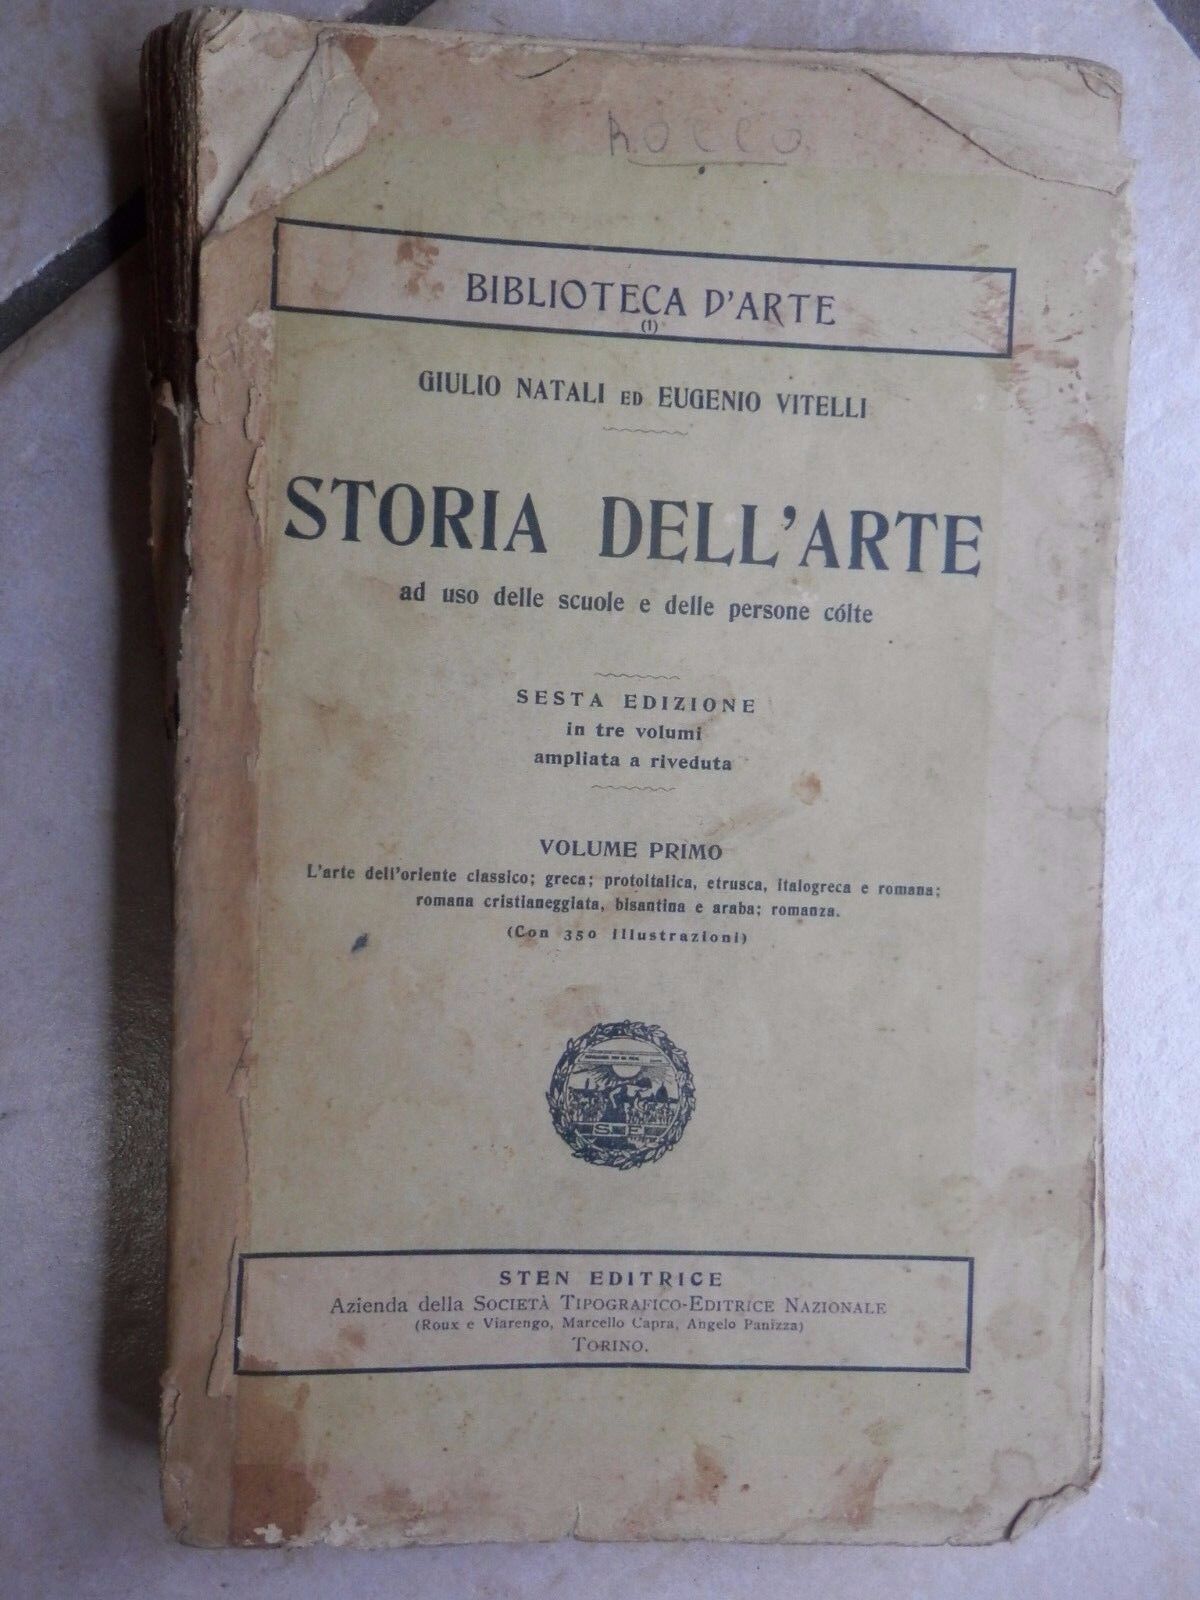 ROCCO
BIBLIOTECA D'ARTE
(1)
GIULIO NATALI ED EUGENIO VITELLI
STORIA DELL'ARTE
ad uso delle scuole e delle persone cólte
SESTA EDIZIONE
in tre volumi
ampliata a riveduta
VOLUME PRIMO
L'arte dell'oriente classico; greca; protoitalica, etrusca, italogreca e romana;
romana cristianeggiata, bisantina e araba; romanza.
(Con 350 illustrazioni)
S. E.
STEN EDITRICE
Azienda della SOCIETÀ TIPOGRAFICO-EDITRICE NAZIONALE
(Roux e Viarengo, Marcello Capra, Angelo Panizza)
TORINO.